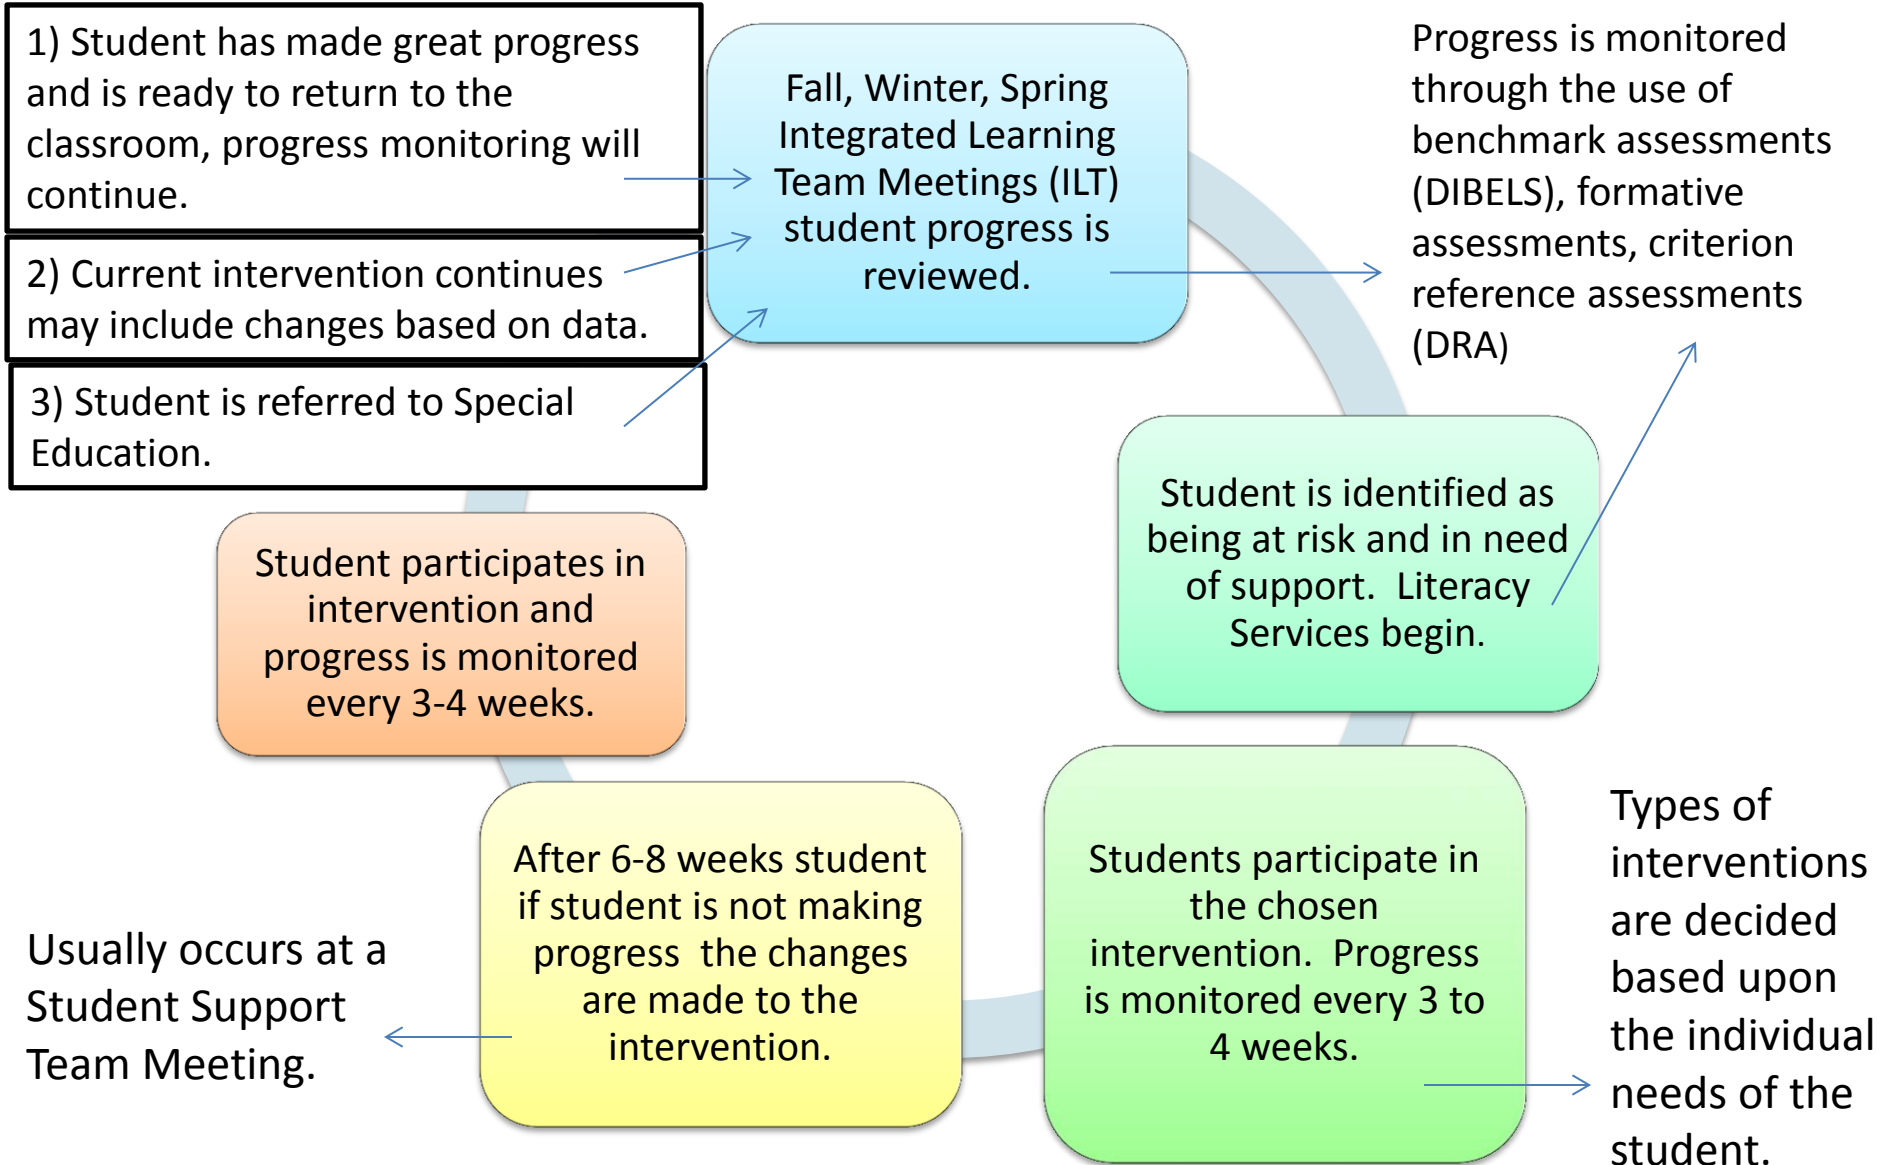 1) Student has made great progress
and is ready to return to the
classroom, progress monitoring will
continue.
2) Current intervention continues
may include changes based on data.
3) Student is referred to Special
Education.
Fall, Winter, Spring
Integrated Learning
Team Meetings (ILT)
student progress is
reviewed.
Progress is monitored
through the use of
benchmark assessments
(DIBELS), formative
assessments, criterion
reference assessments
(DRA)
Student is identified as
being at risk and in need
of support.  Literacy
Services begin.
Students participate in
the chosen
intervention.  Progress
is monitored every 3 to
4 weeks.
Types of
interventions
are decided
based upon
the individual
needs of the
student.
After 6-8 weeks student
if student is not making
progress  the changes
are made to the
intervention.
Usually occurs at a
Student Support
Team Meeting.
Student participates in
intervention and
progress is monitored
every 3-4 weeks.